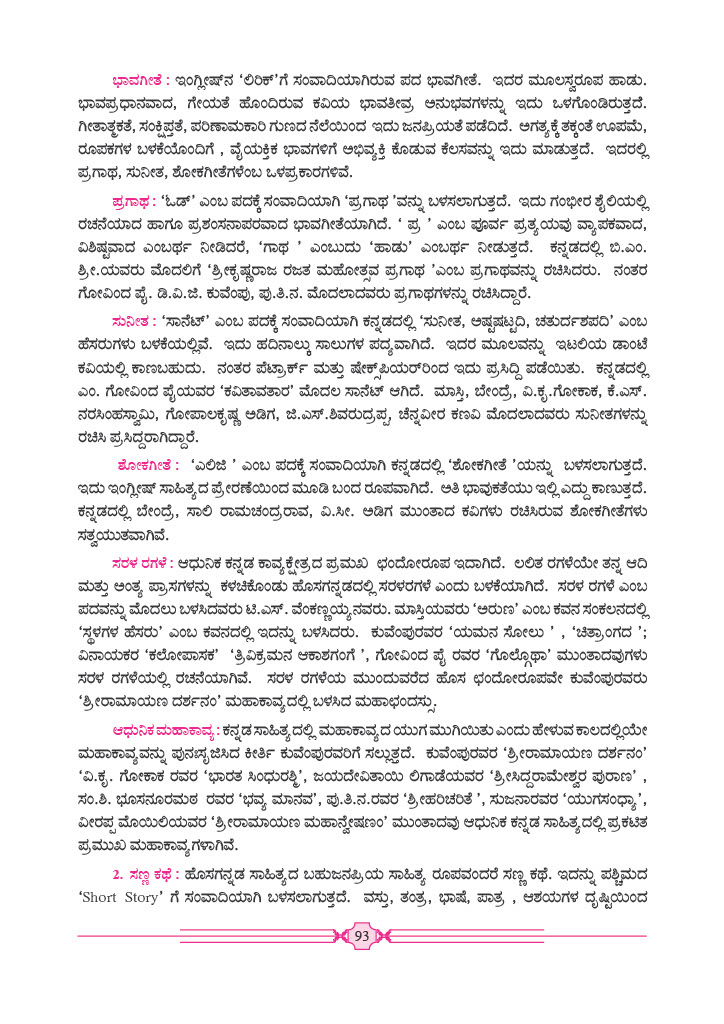 ಭಾವಗೀತೆ : ಇಂಗ್ಲೀಷ್‌ನ ‘ಲಿರಿಕ್’ಗೆ ಸಂವಾದಿಯಾಗಿರುವ ಪದ ಭಾವಗೀತೆ. ಇದರ ಮೂಲಸ್ವರೂಪ ಹಾಡು.
ಭಾವಪ್ರಧಾನವಾದ, ಗೇಯತೆ ಹೊಂದಿರುವ ಕವಿಯ ಭಾವತೀವ್ರ ಅನುಭವಗಳನ್ನು ಇದು ಒಳಗೊಂಡಿರುತ್ತದೆ.
ಗೀತಾತ್ಮಕತೆ, ಸಂಕ್ಷಿಪ್ತತೆ, ಪರಿಣಾಮಕಾರಿ ಗುಣದ ನೆಲೆಯಿಂದ ಇದು ಜನಪ್ರಿಯತೆ ಪಡೆದಿದೆ. ಅಗತ್ಯಕ್ಕೆ ತಕ್ಕಂತೆ ಊಪಮೆ,
ರೂಪಕಗಳ ಬಳಕೆಯೊಂದಿಗೆ , ವೈಯಕ್ತಿಕ ಭಾವಗಳಿಗೆ ಅಭಿವ್ಯಕ್ತಿ ಕೊಡುವ ಕೆಲಸವನ್ನು ಇದು ಮಾಡುತ್ತದೆ. ಇದರಲ್ಲಿ
ಪ್ರಗಾಥ, ಸುನೀತ, ಶೋಕಗೀತೆಗಳೆಂಬ ಒಳಪ್ರಕಾರಗಳಿವೆ.
ಪ್ರಗಾಥ : ‘ಓಡ್’ ಎಂಬ ಪದಕ್ಕೆ ಸಂವಾದಿಯಾಗಿ ‘ಪ್ರಗಾಥ ’ವನ್ನು ಬಳಸಲಾಗುತ್ತದೆ. ಇದು ಗಂಭೀರ ಶೈಲಿಯಲ್ಲಿ
ರಚನೆಯಾದ ಹಾಗೂ ಪ್ರಶಂಸನಾಪರವಾದ ಭಾವಗೀತೆಯಾಗಿದೆ. ‘ ಪ್ರ ’ ಎಂಬ ಪೂರ್ವ ಪ್ರತ್ಯಯವು ವ್ಯಾಪಕವಾದ,
ವಿಶಿಷ್ಟವಾದ ಎಂಬರ್ಥ ನೀಡಿದರೆ, ‘ಗಾಥ ’ ಎಂಬುದು ‘ಹಾಡು’ ಎಂಬರ್ಥ ನೀಡುತ್ತದೆ. ಕನ್ನಡದಲ್ಲಿ ಬಿ.ಎಂ.
ಶ್ರೀ.ಯವರು ಮೊದಲಿಗೆ ‘ಶ್ರೀಕೃಷ್ಣರಾಜ ರಜತ ಮಹೋತ್ಸವ ಪ್ರಗಾಥ ’ಎಂಬ ಪ್ರಗಾಥವನ್ನು ರಚಿಸಿದರು. ನಂತರ
ಗೋವಿಂದ ಪೈ. ಡಿ.ವಿ.ಜಿ. ಕುವೆಂಪು, ಪು.ತಿ.ನ. ಮೊದಲಾದವರು ಪ್ರಗಾಥಗಳನ್ನು ರಚಿಸಿದ್ದಾರೆ.
ಸುನೀತ : ‘ಸಾನೆಟ್’ ಎಂಬ ಪದಕ್ಕೆ ಸಂವಾದಿಯಾಗಿ ಕನ್ನಡದಲ್ಲಿ ‘ಸುನೀತ, ಅಷ್ಟಷಟ್ಪದಿ, ಚತುರ್ದಶಪದಿ’ ಎಂಬ
ಹೆಸರುಗಳು ಬಳಕೆಯಲ್ಲಿವೆ. ಇದು ಹದಿನಾಲ್ಕು ಸಾಲುಗಳ ಪದ್ಯವಾಗಿದೆ. ಇದರ ಮೂಲವನ್ನು ಇಟಲಿಯ ಡಾಂಟೆ
ಕವಿಯಲ್ಲಿ ಕಾಣಬಹುದು. ನಂತರ ಪೆಟ್ರಾರ್ಕ್ ಮತ್ತು ಷೇಕ್ಸ್‌ಪಿಯರ್‌ರಿಂದ ಇದು ಪ್ರಸಿದ್ಧಿ ಪಡೆಯಿತು. ಕನ್ನಡದಲ್ಲಿ
ಎಂ. ಗೋವಿಂದ ಪೈಯವರ ‘ಕವಿತಾವತಾರ’ ಮೊದಲ ಸಾನೆಟ್ ಆಗಿದೆ. ಮಾಸ್ತಿ, ಬೇಂದ್ರೆ, ವಿ.ಕೃ.ಗೋಕಾಕ, ಕೆ.ಎಸ್.
ನರಸಿಂಹಸ್ವಾಮಿ, ಗೋಪಾಲಕೃಷ್ಣ ಅಡಿಗ, ಜಿ.ಎಸ್.ಶಿವರುದ್ರಪ್ಪ, ಚೆನ್ನವೀರ ಕಣವಿ ಮೊದಲಾದವರು ಸುನೀತಗಳನ್ನು
ರಚಿಸಿ ಪ್ರಸಿದ್ದರಾಗಿದ್ದಾರೆ.
ಶೋಕಗೀತೆ : ‘ಎಲಿಜಿ ’ ಎಂಬ ಪದಕ್ಕೆ ಸಂವಾದಿಯಾಗಿ ಕನ್ನಡದಲ್ಲಿ ‘ಶೋಕಗೀತೆ ’ಯನ್ನು ಬಳಸಲಾಗುತ್ತದೆ.
ಇದು ಇಂಗ್ಲೀಷ್ ಸಾಹಿತ್ಯದ ಪ್ರೇರಣೆಯಿಂದ ಮೂಡಿ ಬಂದ ರೂಪವಾಗಿದೆ. ಅತಿ ಭಾವುಕತೆಯು ಇಲ್ಲಿ ಎದ್ದು ಕಾಣುತ್ತದೆ.
ಕನ್ನಡದಲ್ಲಿ ಬೇಂದ್ರೆ, ಸಾಲಿ ರಾಮಚಂದ್ರರಾವ, ವಿ.ಸೀ. ಅಡಿಗ ಮುಂತಾದ ಕವಿಗಳು ರಚಿಸಿರುವ ಶೋಕಗೀತೆಗಳು
ಸತ್ವಯುತವಾಗಿವೆ.
ಸರಳ ರಗಳೆ : ಆಧುನಿಕ ಕನ್ನಡ ಕಾವ್ಯಕ್ಷೇತ್ರದ ಪ್ರಮುಖ ಛಂದೋರೂಪ ಇದಾಗಿದೆ. ಲಲಿತ ರಗಳೆಯೇ ತನ್ನ ಆದಿ
ಮತ್ತು ಅಂತ್ಯ ಪ್ರಾಸಗಳನ್ನು ಕಳಚಿಕೊಂಡು ಹೊಸಗನ್ನಡದಲ್ಲಿ ಸರಳರಗಳೆ ಎಂದು ಬಳಕೆಯಾಗಿದೆ. ಸರಳ ರಗಳೆ ಎಂಬ
ಪದವನ್ನು ಮೊದಲು ಬಳಸಿದವರು ಟಿ.ಎಸ್. ವೆಂಕಣ್ಣಯ್ಯನವರು. ಮಾಸ್ತಿಯವರು ‘ಅರುಣ’ ಎಂಬ ಕವನ ಸಂಕಲನದಲ್ಲಿ
‘ಸ್ಥಳಗಳ ಹೆಸರು’ ಎಂಬ ಕವನದಲ್ಲಿ ಇದನ್ನು ಬಳಸಿದರು. ಕುವೆಂಪುರವರ ‘ಯಮನ ಸೋಲು ’ , ‘ಚಿತ್ರಾಂಗದ ’;
ವಿನಾಯಕರ ‘ಕಲೋಪಾಸಕ’ ‘ತ್ರಿವಿಕ್ರಮನ ಆಕಾಶಗಂಗೆ ’, ಗೋವಿಂದ ಪೈ ರವರ ‘ಗೊಲ್ಗೊಥಾ’ ಮುಂತಾದವುಗಳು
ಸರಳ ರಗಳೆಯಲ್ಲಿ ರಚನೆಯಾಗಿವೆ. ಸರಳ ರಗಳೆಯ ಮುಂದುವರೆದ ಹೊಸ ಛಂದೋರೂಪವೇ ಕುವೆಂಪುರವರು
‘ಶ್ರೀರಾಮಾಯಣ ದರ್ಶನಂ’ ಮಹಾಕಾವ್ಯದಲ್ಲಿ ಬಳಸಿದ ಮಹಾಛಂದಸ್ಸು.
ಆಧುನಿಕ ಮಹಾಕಾವ್ಯ : ಕನ್ನಡ ಸಾಹಿತ್ಯದಲ್ಲಿ ಮಹಾಕಾವ್ಯದ ಯುಗ ಮುಗಿಯಿತು ಎಂದು ಹೇಳುವ ಕಾಲದಲ್ಲಿಯೇ
ಮಹಾಕಾವ್ಯವನ್ನು ಪುನಃಸೃಜಿಸಿದ ಕೀರ್ತಿ ಕುವೆಂಪುರವರಿಗೆ ಸಲ್ಲುತ್ತದೆ. ಕುವೆಂಪುರವರ ‘ಶ್ರೀರಾಮಾಯಣ ದರ್ಶನಂ’
‘ವಿ.ಕೃ. ಗೋಕಾಕ ರವರ ‘ಭಾರತ ಸಿಂಧುರಶ್ಮಿ’, ಜಯದೇವಿತಾಯಿ ಲಿಗಾಡೆಯವರ ‘ಶ್ರೀಸಿದ್ದರಾಮೇಶ್ವರ ಪುರಾಣ’ ,
ಸಂ.ಶಿ. ಭೂಸನೂರಮಠ ರವರ ‘ಭವ್ಯ ಮಾನವ’, ಪು.ತಿ.ನ.ರವರ ‘ಶ್ರೀಹರಿಚರಿತೆ ’, ಸುಜನಾರವರ ‘ಯುಗಸಂಧ್ಯಾ’,
ವೀರಪ್ಪ ಮೊಯಿಲಿಯವರ ‘ಶ್ರೀರಾಮಾಯಣ ಮಹಾನ್ವೇಷಣಂ’ ಮುಂತಾದವು ಆಧುನಿಕ ಕನ್ನಡ ಸಾಹಿತ್ಯದಲ್ಲಿ ಪ್ರಕಟಿತ
ಪ್ರಮುಖ ಮಹಾಕಾವ್ಯಗಳಾಗಿವೆ.
2. ಸಣ್ಣ ಕಥೆ : ಹೊಸಗನ್ನಡ ಸಾಹಿತ್ಯದ ಬಹುಜನಪ್ರಿಯ ಸಾಹಿತ್ಯ ರೂಪವಂದರೆ ಸಣ್ಣ ಕಥೆ. ಇದನ್ನು ಪಶ್ಚಿಮದ
‘Short Story’ ಗೆ ಸಂವಾದಿಯಾಗಿ ಬಳಸಲಾಗುತ್ತದೆ. ವಸ್ತು, ತಂತ್ರ, ಭಾಷೆ, ಪಾತ್ರ , ಆಶಯಗಳ ದೃಷ್ಟಿಯಿಂದ
93